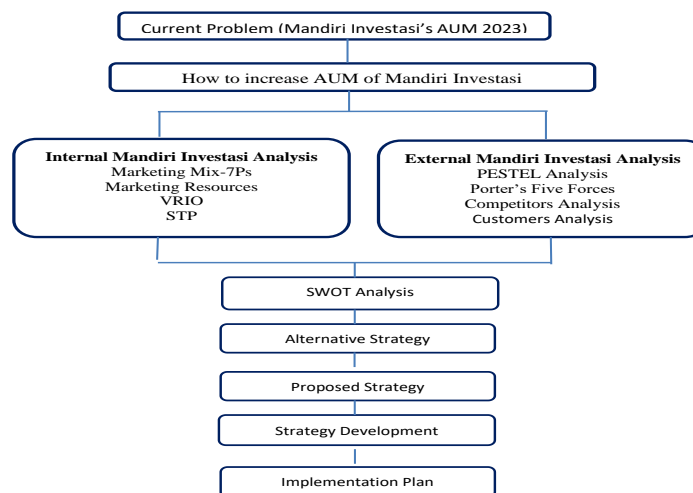 Current Problem (Mandiri Investasi's AUM 2023)
How to increase AUM of Mandiri Investasi
Internal Mandiri Investasi Analysis
Marketing Mix-7Ps
Marketing Resources
VRIO
STP
External Mandiri Investasi Analysis
PESTEL Analysis
Porter's Five Forces
Competitors Analysis
Customers Analysis
SWOT Analysis
Alternative Strategy
Proposed Strategy
Strategy Development
Implementation Plan